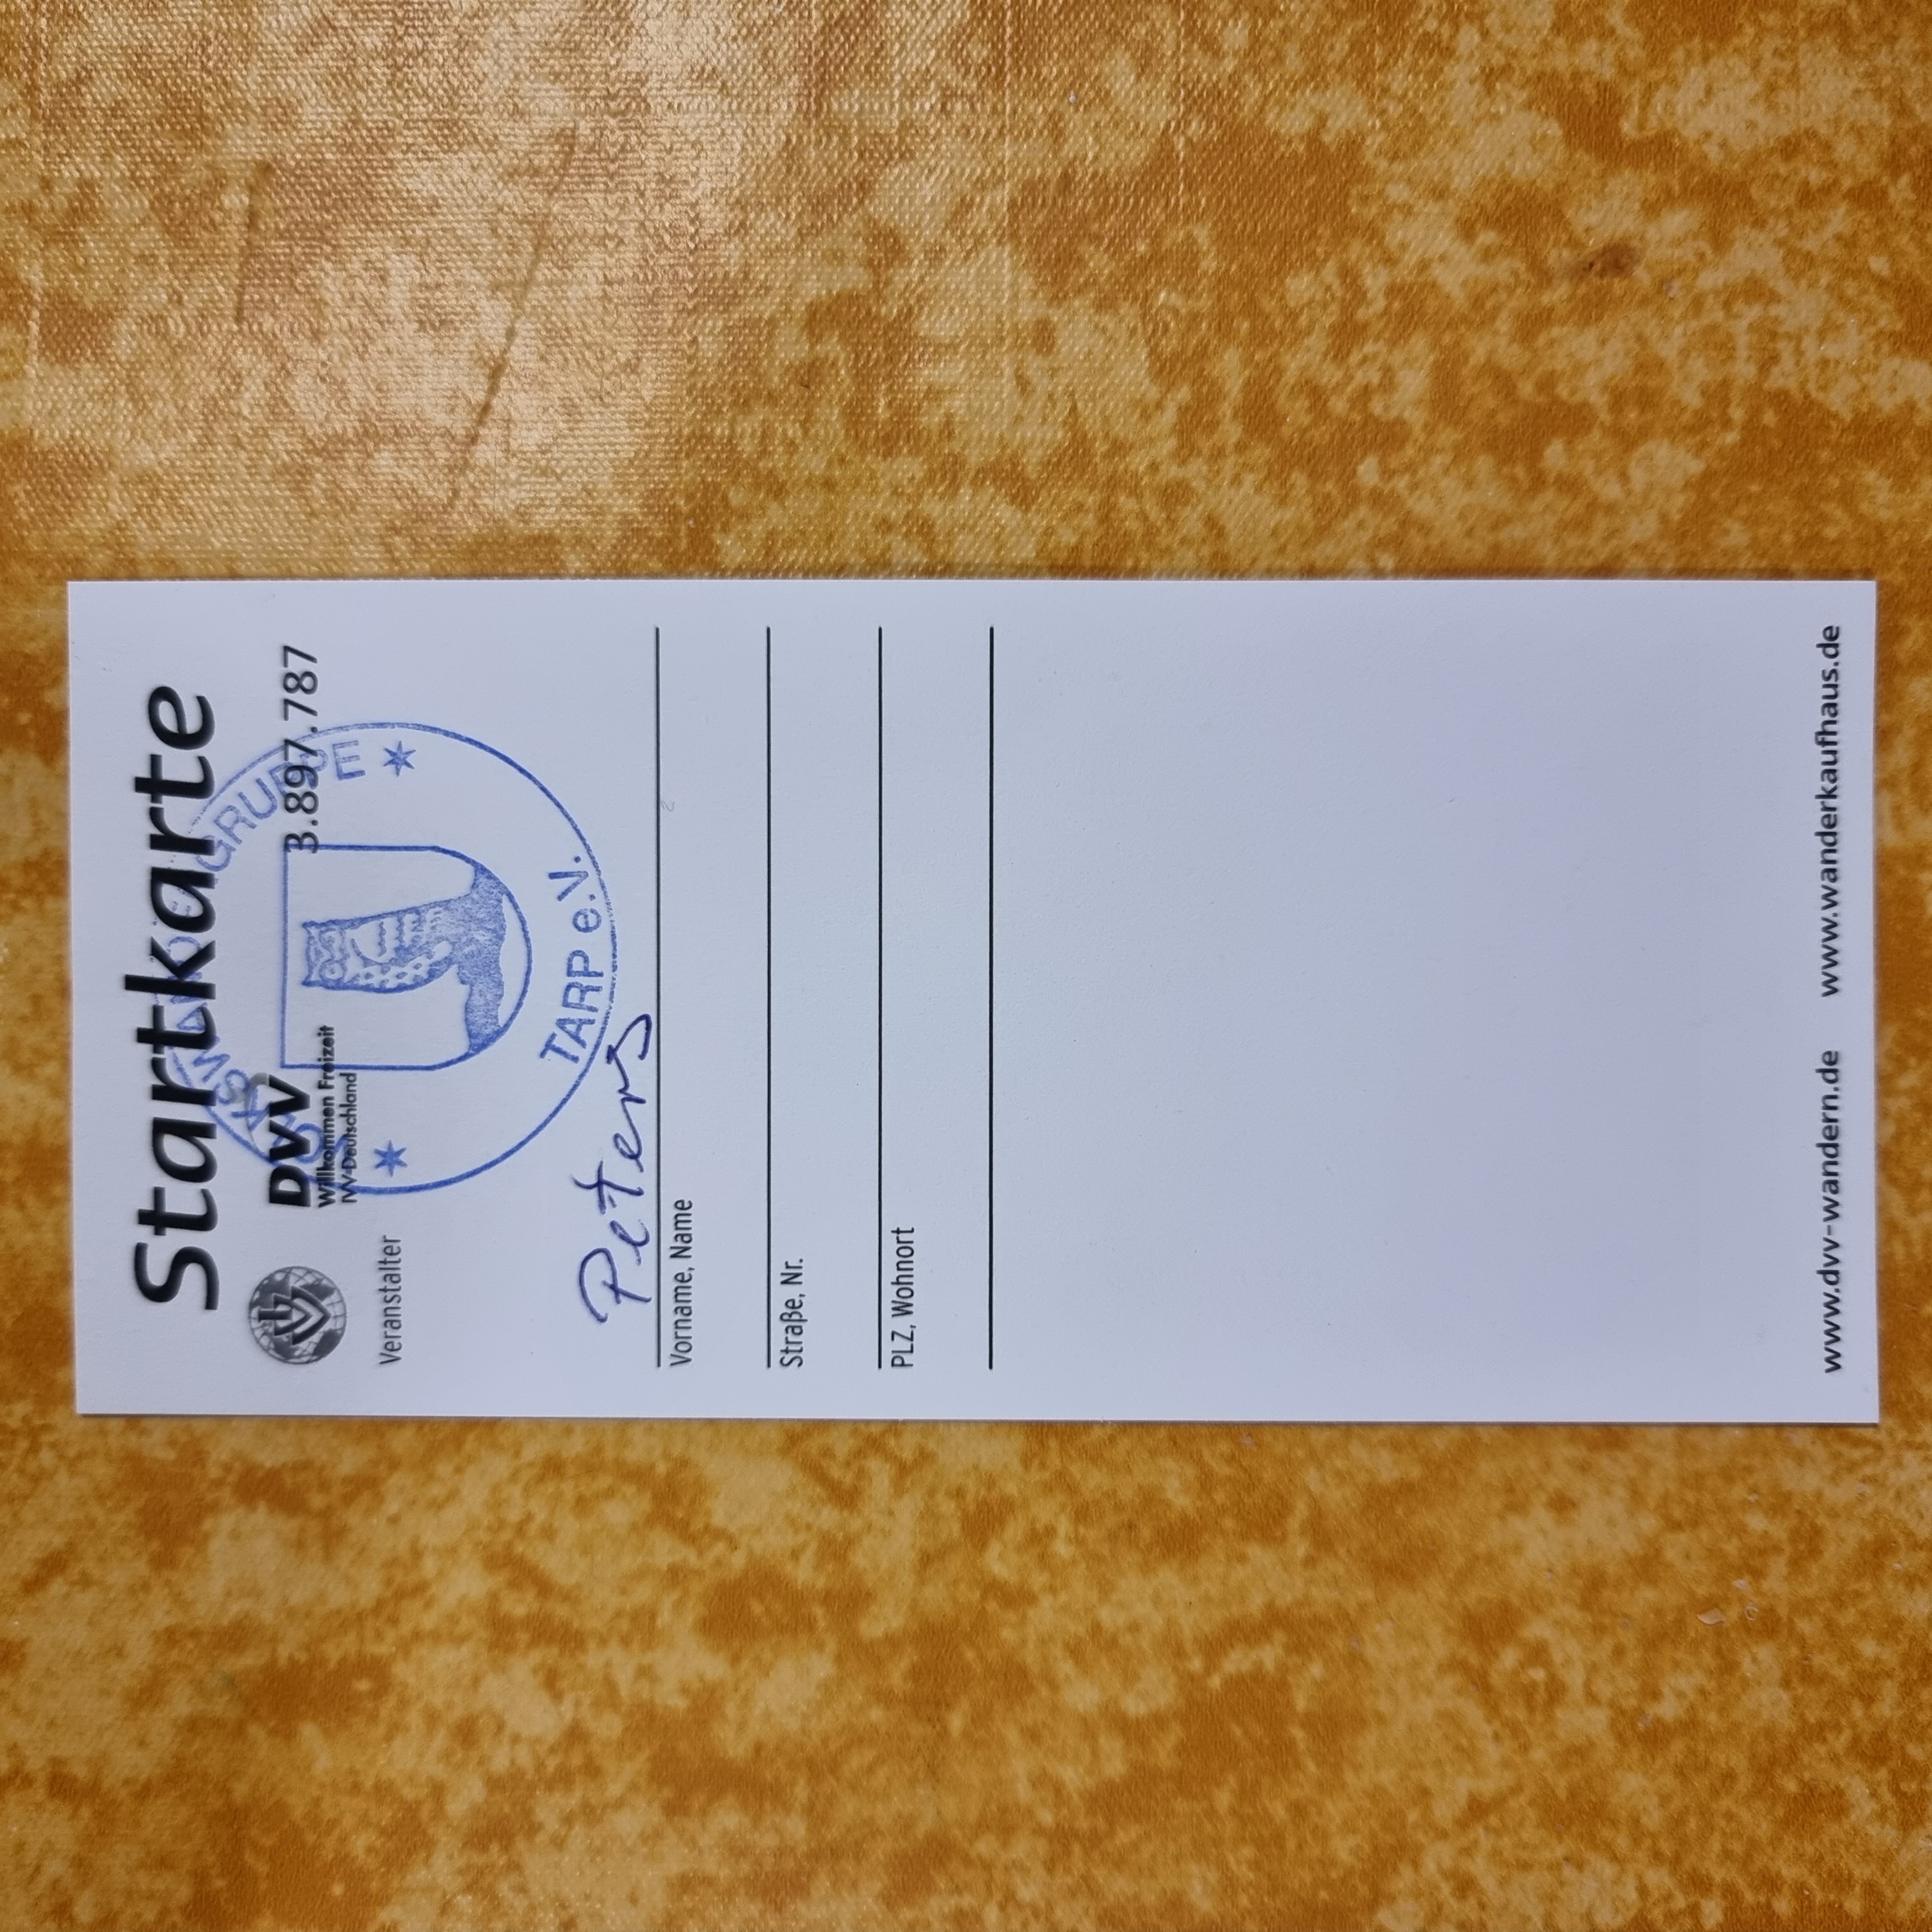 Startkarte
DVV
Willkommen Freizeit
IVV-Deutschland
3.897.787
Veranstalter
VOLKSWANDERGRUPPE
TARP e.V.
Peters
Vorname, Name
Straße, Nr.
PLZ, Wohnort
www.dvv-wandern.de www.wanderkaufhaus.de